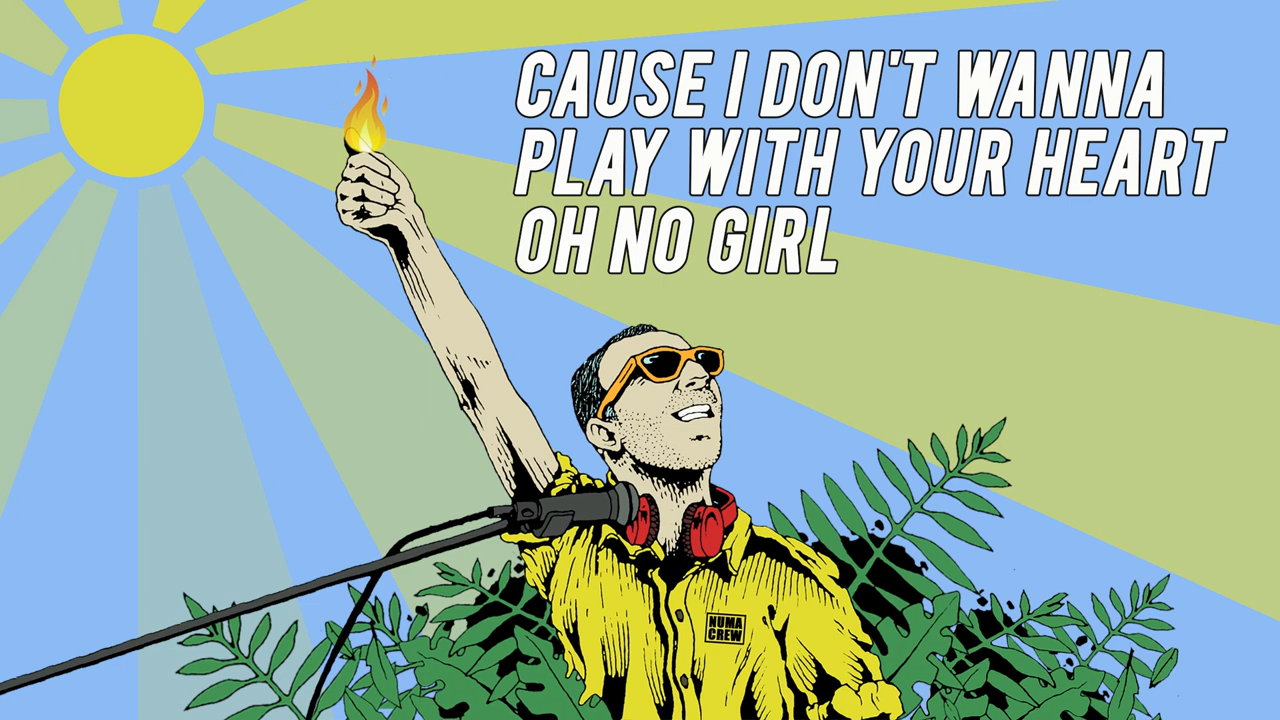 CAUSE I DON'T WANNA
PLAY WITH YOUR HEART
OH NO GIRL
NUMA
CREW